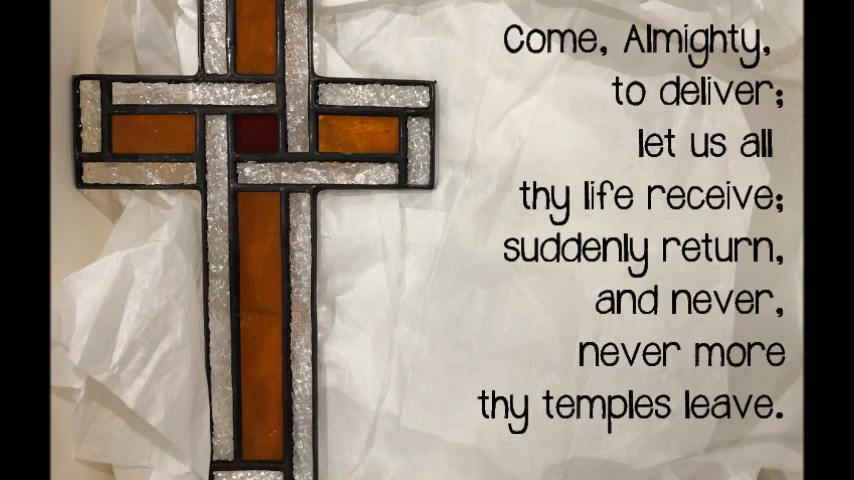 Come, Almighty,
to deliver;
let us all
thy life receive;
suddenly return,
and never,
never more
thy temples leave.